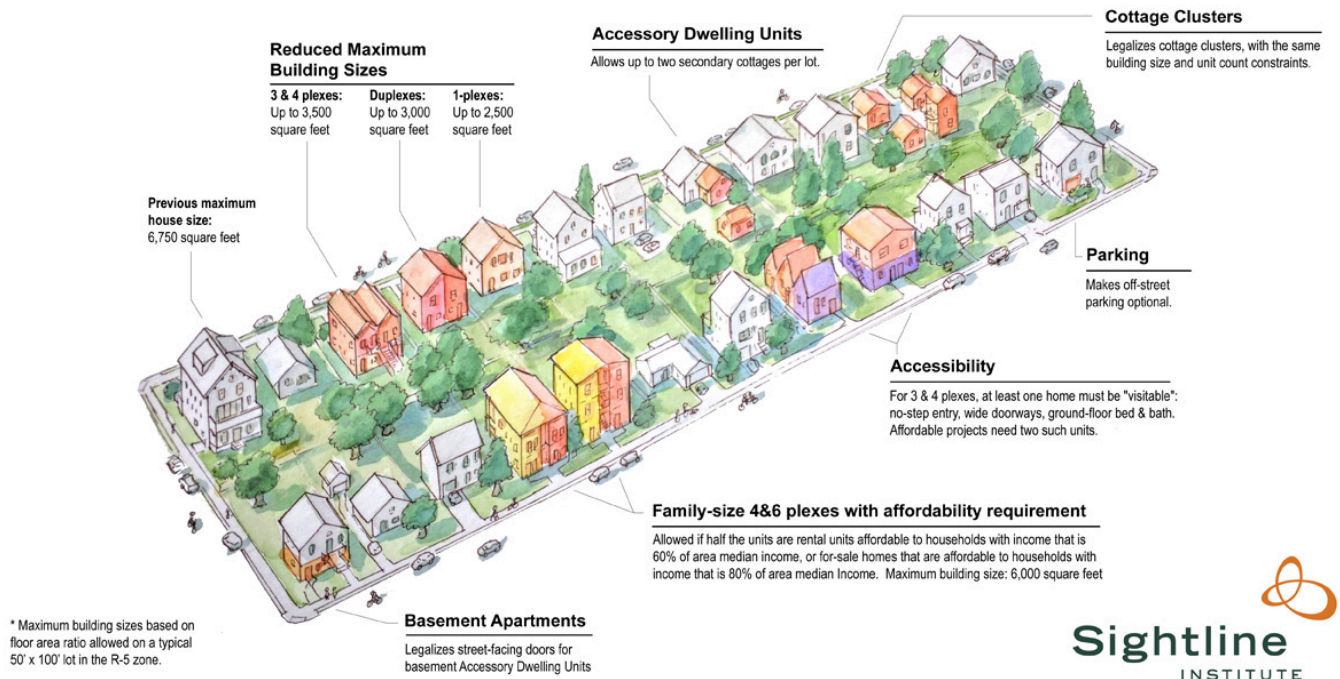 Reduced Maximum
Building Sizes
3 & 4 plexes:
Up to 3,500
square feet
Duplexes:
Up to 3,000
square feet
1-plexes:
Up to 2,500
square feet
Accessory Dwelling Units
Allows up to two secondary cottages per lot.
Cottage Clusters
Legalizes cottage clusters, with the same
building size and unit count constraints.
Previous maximum
house size:
6,750 square feet
Parking
Makes off-street
parking optional.
Accessibility
For 3 & 4 plexes, at least one home must be "visitable":
no-step entry, wide doorways, ground-floor bed & bath.
Affordable projects need two such units.
Family-size 4&6 plexes with affordability requirement
Allowed if half the units are rental units affordable to households with income that is
60% of area median income, or for-sale homes that are affordable to households with
income that is 80% of area median Income. Maximum building size: 6,000 square feet
Basement Apartments
Legalizes street-facing doors for
basement Accessory Dwelling Units
* Maximum building sizes based on
floor area ratio allowed on a typical
50' x 100' lot in the R-5 zone.
Sightline
INSTITUTE